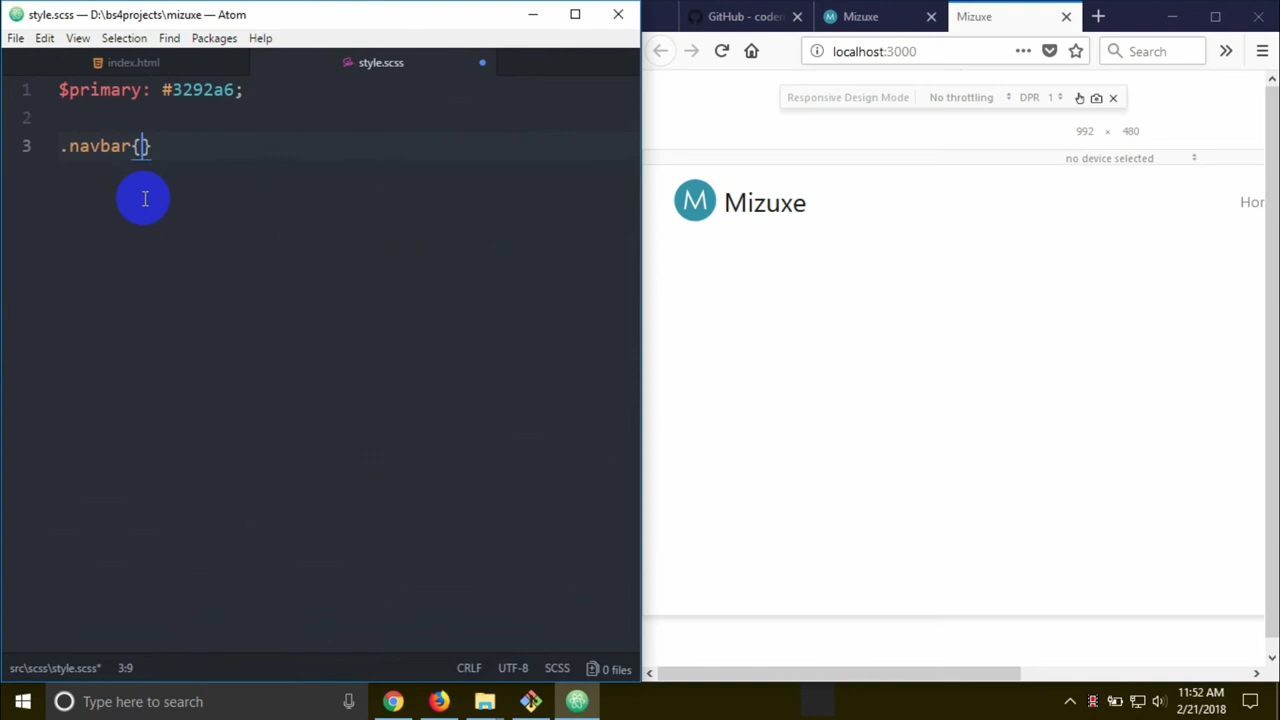 style.scss — D:\bs4projects\mizuxe — Atom
File Edit View Selection Find Packages Help
index.html
style.scss
1 $primary: #3292a6;
2
3 .navbar{}
src\scss\style.scss* 3:9 CRLF UTF-8 SCSS 0 files
GitHub - coderi
Mizuxe
Mizuxe
localhost:3000
Search
Responsive Design Mode No throttling DPR 1
992 × 480
no device selected
M Mizuxe
Hor
Type here to search
11:52 AM
2/21/2018